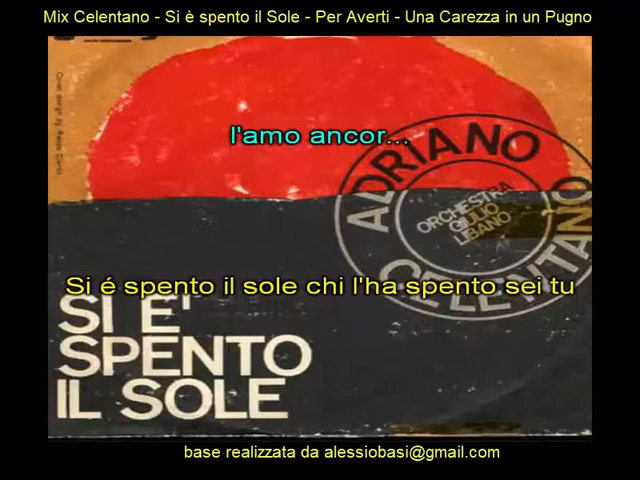 Mix Celentano - Si è spento il Sole - Per Averti - Una Carezza in un Pugno
l'amo ancor...
ADRIANO CELENTANO
ORCHESTRA
GIULIO
LIBANO
Si é spento il sole chi l'ha spento sei tu
SI E'
SPENTO
IL SOLE
base realizzata da alessiobasi@gmail.com